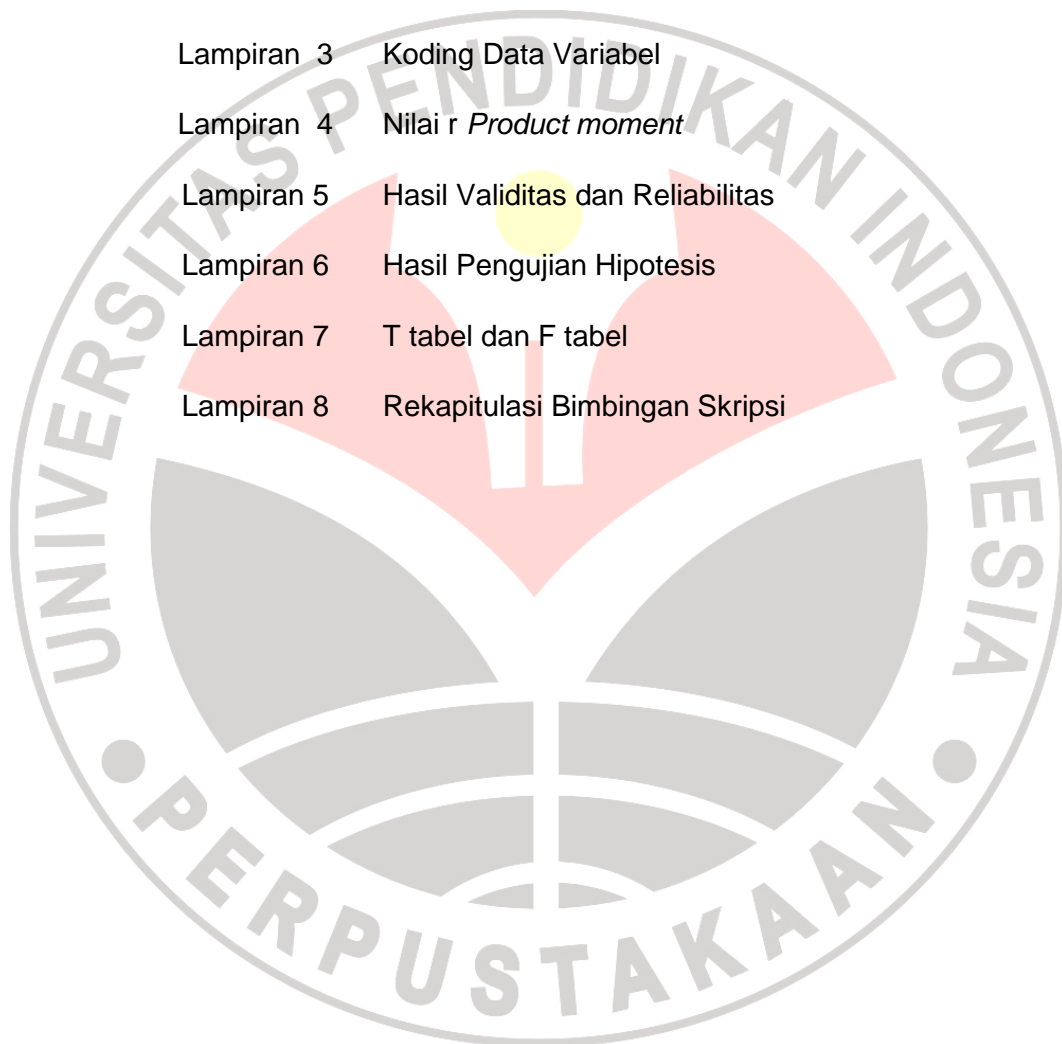 Lampiran 3 Koding Data Variabel
Lampiran 4 Nilai r Product moment
Lampiran 5 Hasil Validitas dan Reliabilitas
Lampiran 6 Hasil Pengujian Hipotesis
Lampiran 7 T tabel dan F tabel
Lampiran 8 Rekapitulasi Bimbingan Skripsi
UNIVERSITAS PENDIDIKAN INDONESIA
PERPUSTAKAAN